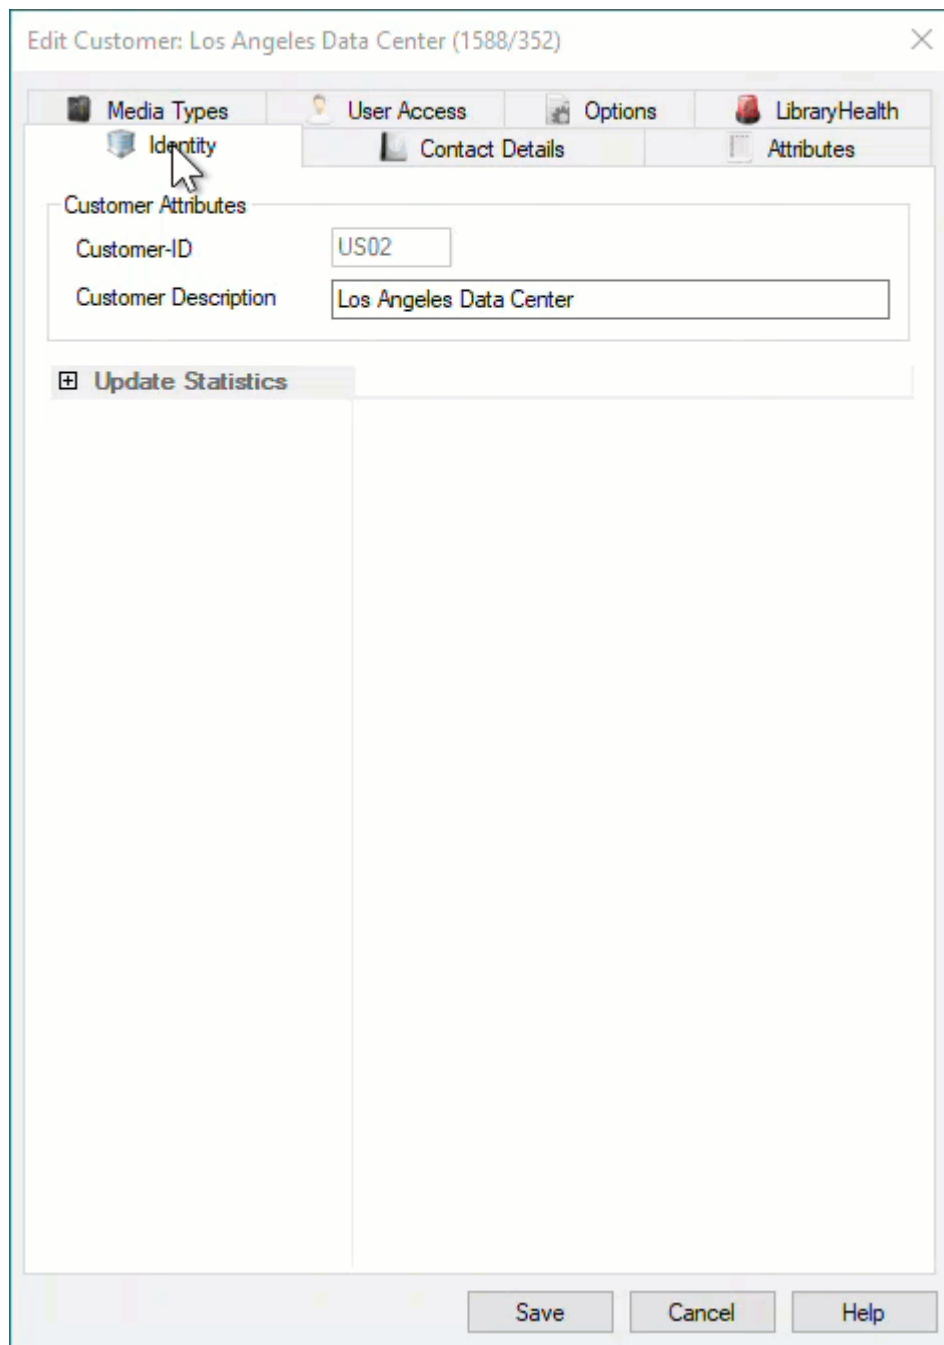 Edit Customer: Los Angeles Data Center (1588/352)
Media Types User Access Options LibraryHealth
Identity Contact Details Attributes
Customer Attributes
Customer-ID US02
Customer Description Los Angeles Data Center
Update Statistics
Save Cancel Help